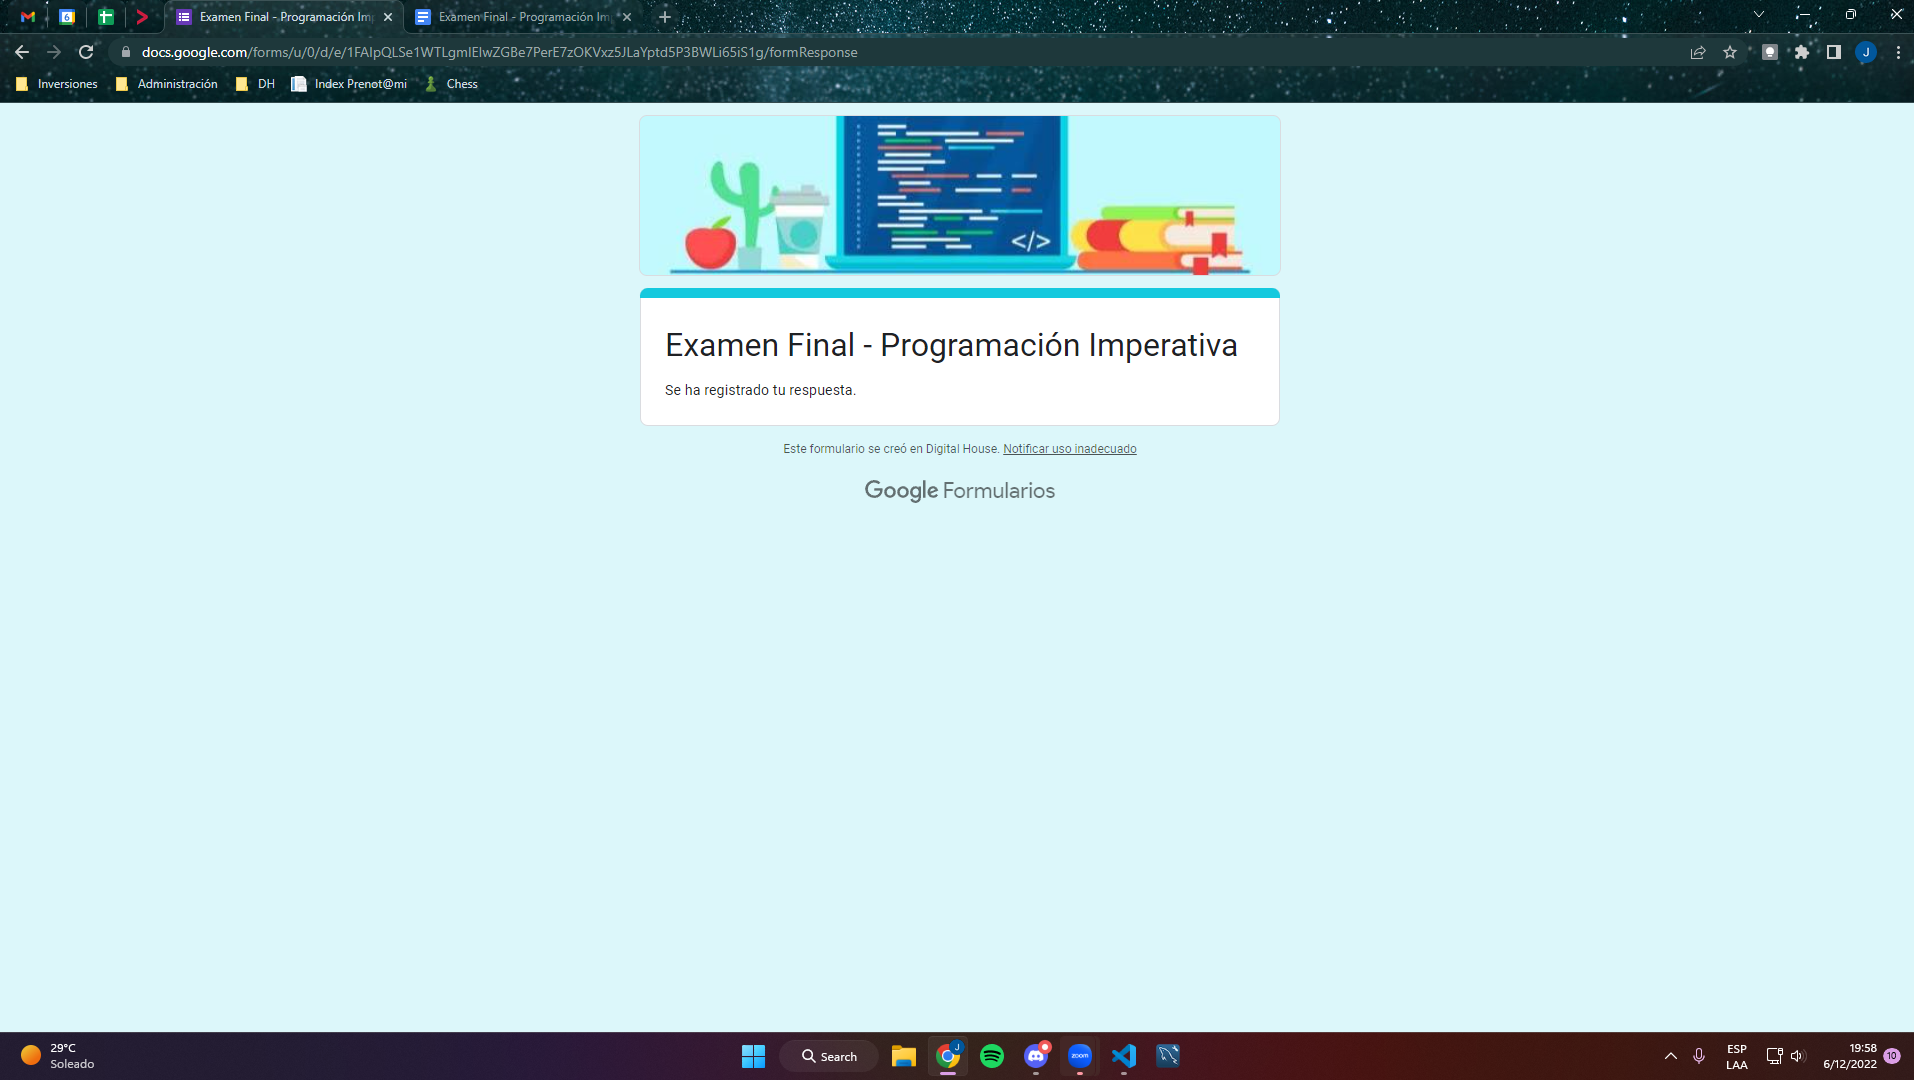 Examen Final - Programación Im
Examen Final - Programación Im
docs.google.com/forms/u/0/d/e/1FAIpQLSe1WTLgmIEIwZGBe7PerE7zOKVxz5JLaYptd5P3BWLi65iS1g/formResponse
Inversiones
Administración
DH
Index Prenot@mi
Chess
</>
Examen Final - Programación Imperativa
Se ha registrado tu respuesta.
Este formulario se creó en Digital House. Notificar uso inadecuado
Google Formularios
29°C
Soleado
Search
J
zoom
ESP
LAA
19:58
6/12/2022
10